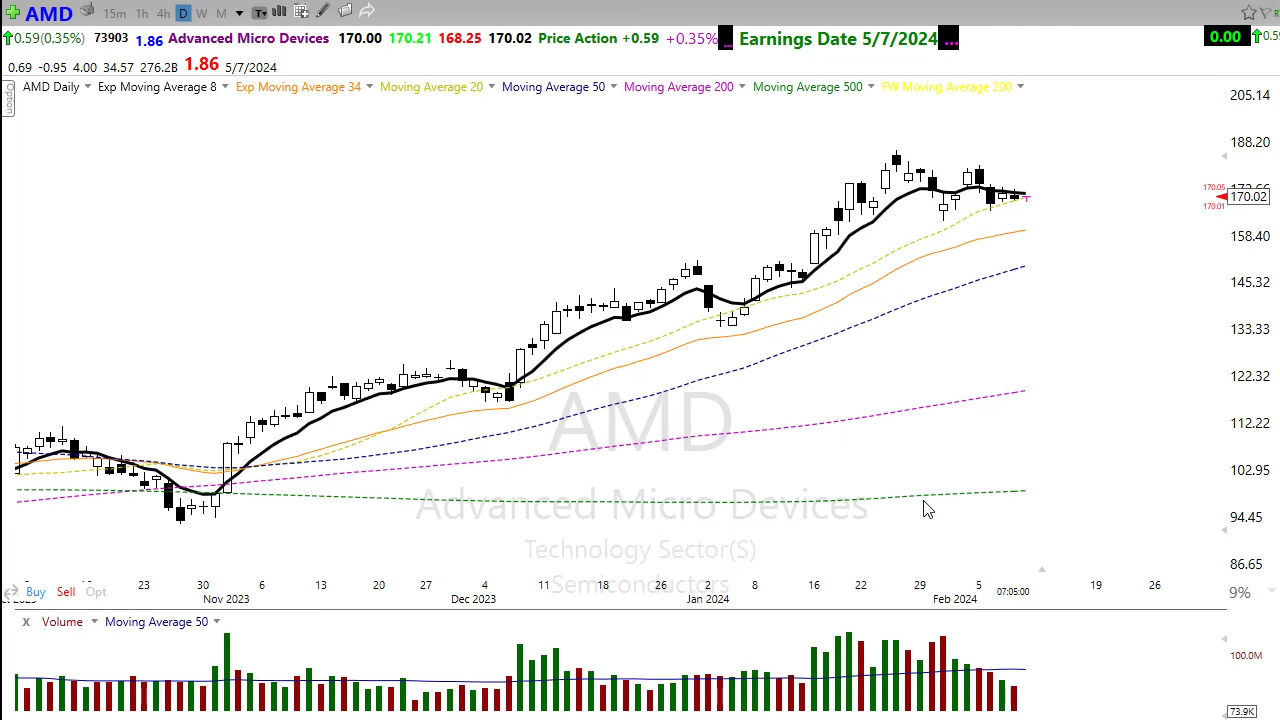 AMD 15m 1h 4h D W M T
0.59(0.35%) 73903 1.86 Advanced Micro Devices 170.00 170.21 168.25 170.02 Price Action +0.59 +0.35% ... Earnings Date 5/7/2024 ... 0.00 0.59
0.69 -0.95 4.00 34.57 276.2B 1.86 5/7/2024
Option
AMD Daily Exp Moving Average 8 Exp Moving Average 34 Moving Average 20 Moving Average 50 Moving Average 200 Moving Average 500 FW Moving Average 200
205.14
188.20
170.05
170.02
170.01
158.40
145.32
133.33
122.32
112.22
102.95
94.45
86.65
AMD
Advanced Micro Devices
Technology Sector(S)
Semiconductors
23 30 6 13 20 27 4 11 18 26 2 8 16 22 29 5 19 26
Buy Sell Opt
Nov 2023 Dec 2023 Jan 2024 Feb 2024 07:05:00
9%
X Volume Moving Average 50
100.0M
73.9K